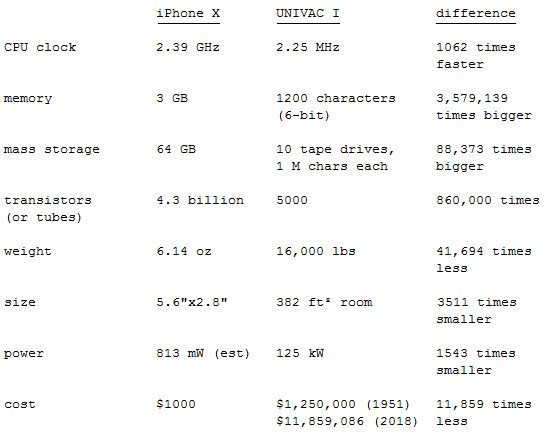 iPhone X UNIVAC I difference
CPU clock 2.39 GHz 2.25 MHz 1062 times
faster
memory 3 GB 1200 characters 3,579,139
(6-bit) times bigger
mass storage 64 GB 10 tape drives, 88,373 times
1 M chars each bigger
transistors 4.3 billion 5000 860,000 times
(or tubes)
weight 6.14 oz 16,000 lbs 41,694 times
less
size 5.6"x2.8" 382 ft² room 3511 times
smaller
power 813 mW (est) 125 kW 1543 times
smaller
cost $1000 $1,250,000 (1951) 11,859 times
$11,859,086 (2018) less